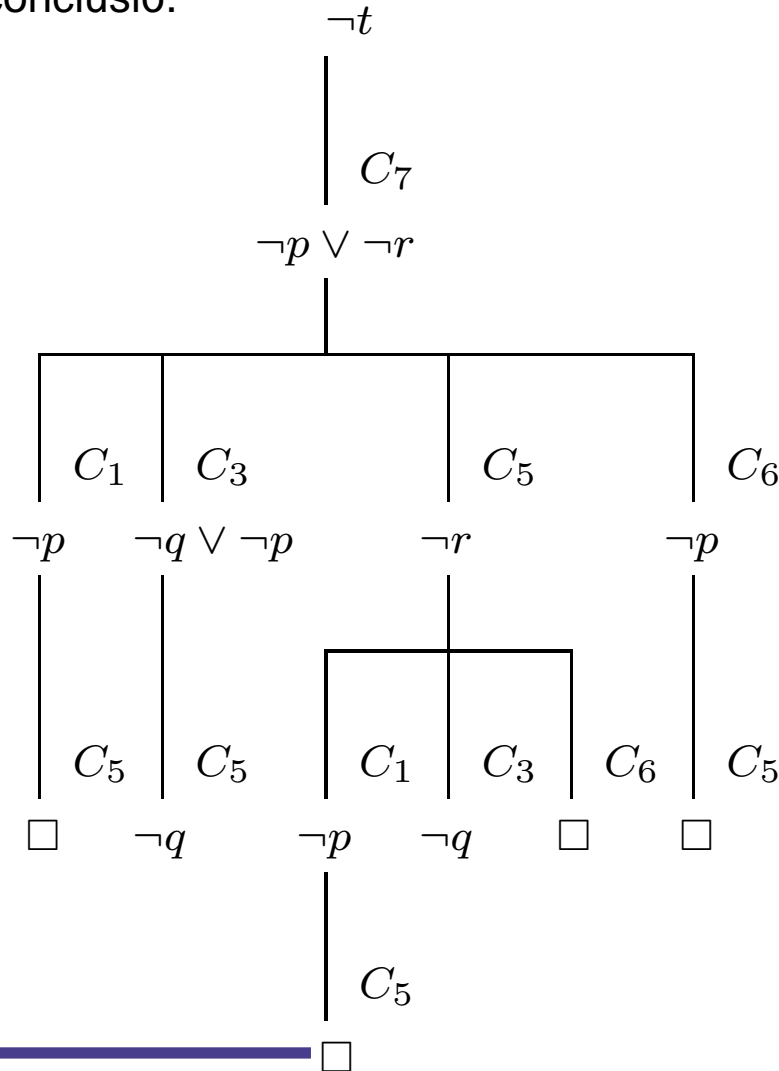 conclusió:
¬t
C7
¬p ∨ ¬r
C1 C3 C5 C6
¬p ¬q ∨ ¬p ¬r ¬p
C5 C5 C1 C3 C6 C5
□ ¬q ¬p ¬q □ □
C5
□